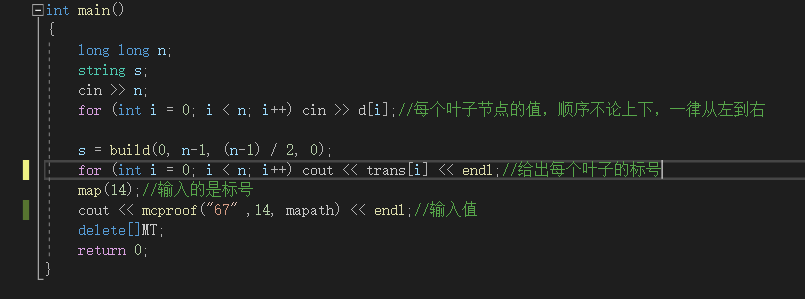 int main()
{
long long n;
string s;
cin >> n;
for (int i = 0; i < n; i++) cin >> d[i];//每个叶子节点的值，顺序不论上下，一律从左到右
s = build(0, n-1, (n-1) / 2, 0);
for (int i = 0; i < n; i++) cout << trans[i] << endl;//给出每个叶子的标号
map(14);//输入的是标号
cout << mcproof("67" ,14, mapath) << endl;//输入值
delete[]MT;
return 0;
}